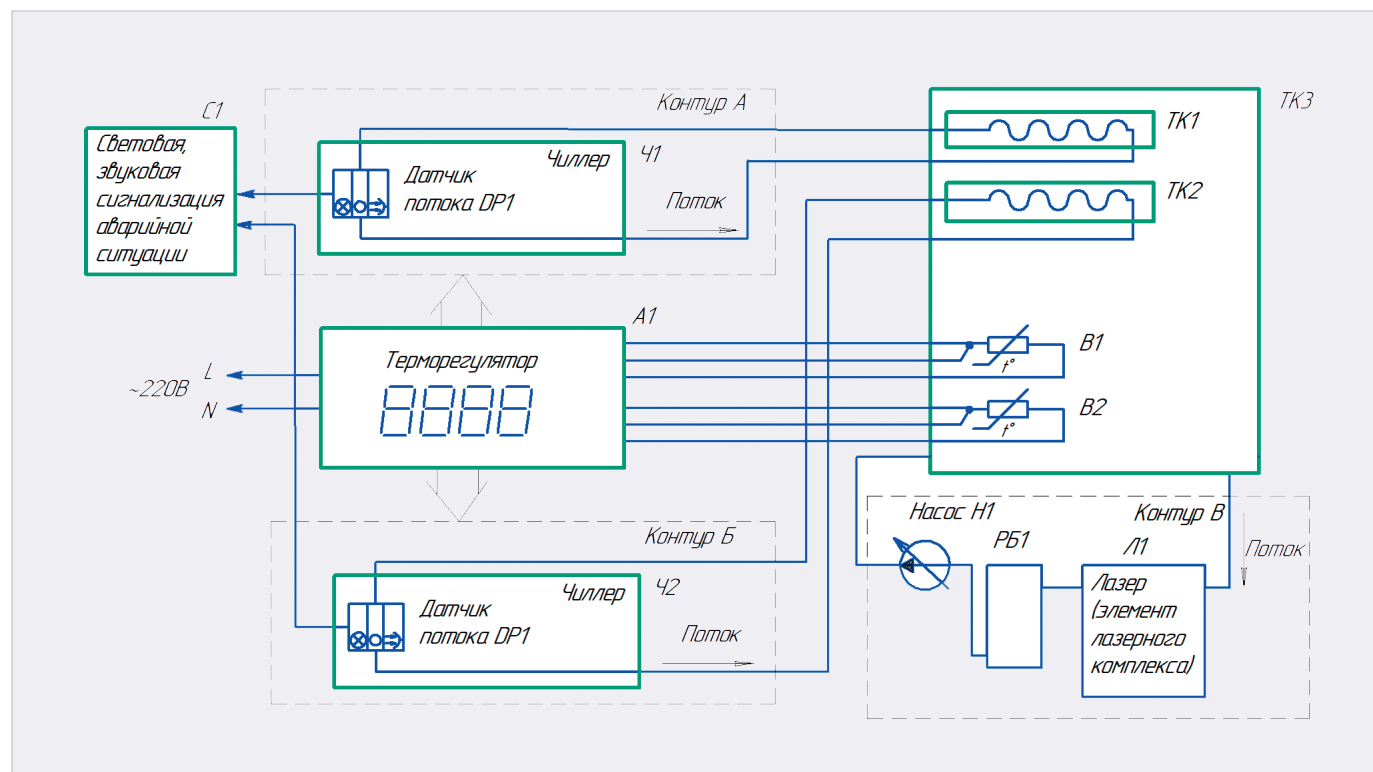 С1
Световая,
звуковая
сигнализация
аварийной
ситуации
Контур А
Чиллер
Ч1
Датчик
потока DP1
Поток
ТК3
ТК1
ТК2
А1
Терморегулятор
8888
~220В
L
N
В1
t°
В2
t°
Контур Б
Чиллер
Ч2
Датчик
потока DP1
Поток
Насос Н1
Контур В
РБ1
Л1
Поток
Лазер
(элемент
лазерного
комплекса)